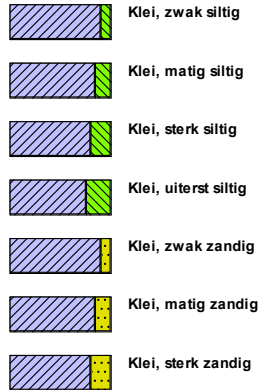 Klei, zwak siltig
Klei, matig siltig
Klei, sterk siltig
Klei, uiterst siltig
Klei, zwak zandig
Klei, matig zandig
Klei, sterk zandig